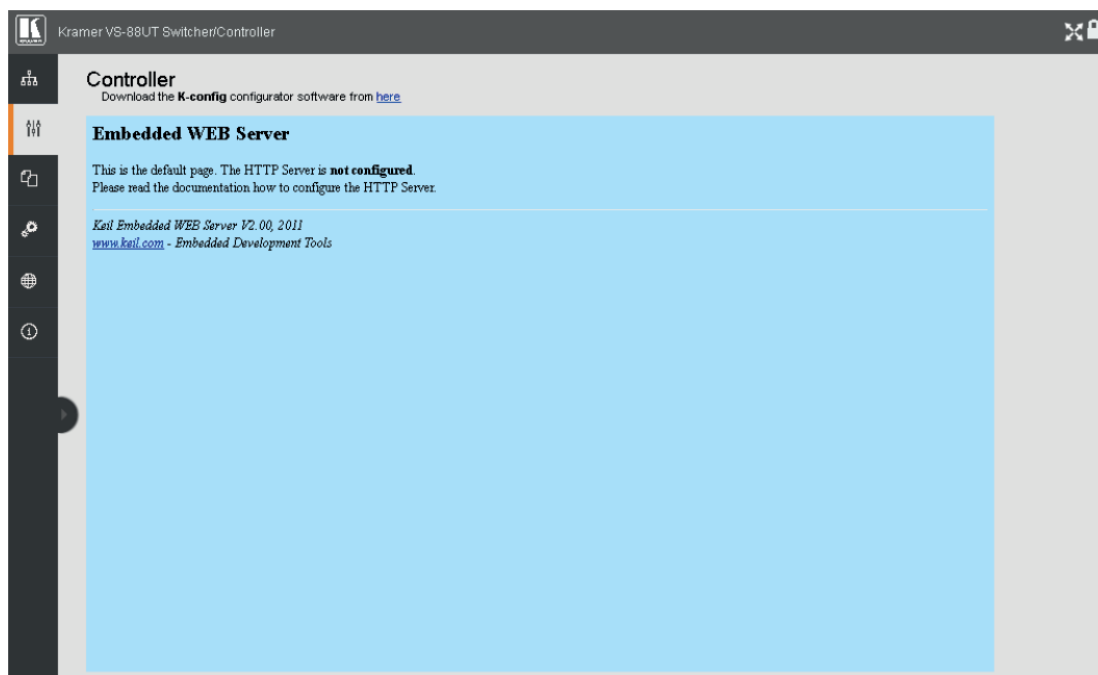 Kramer VS-88UT Switcher/Controller
Controller
Download the K-config configurator software from here
Embedded WEB Server
This is the default page. The HTTP Server is not configured.
Please read the documentation how to configure the HTTP Server.
Keil Embedded WEB Server V2.00, 2011
www.keil.com - Embedded Development Tools